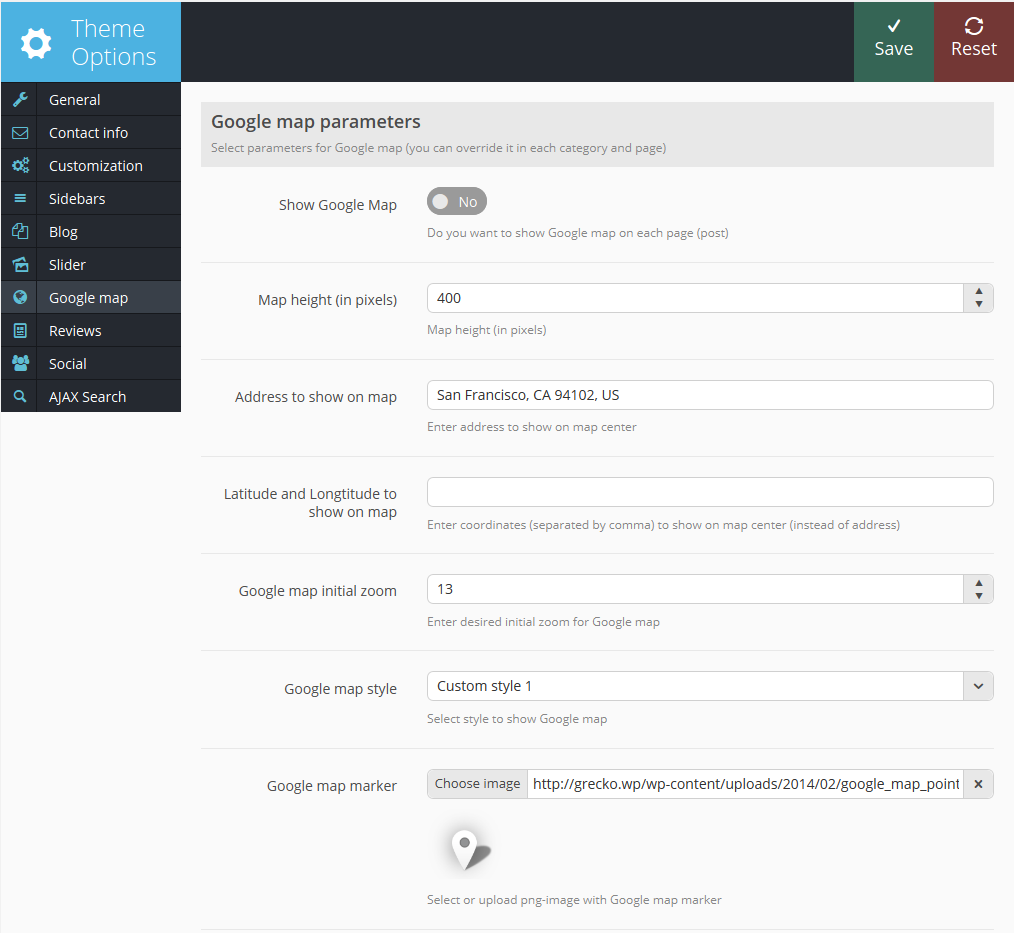 Theme
Options
Save
Reset
General
Contact info
Customization
Sidebars
Blog
Slider
Google map
Reviews
Social
AJAX Search
Google map parameters
Select parameters for Google map (you can override it in each category and page)
Show Google Map
No
Do you want to show Google map on each page (post)
Map height (in pixels)
400
Map height (in pixels)
Address to show on map
San Francisco, CA 94102, US
Enter address to show on map center
Latitude and Longtitude to
show on map
Enter coordinates (separated by comma) to show on map center (instead of address)
Google map initial zoom
13
Enter desired initial zoom for Google map
Google map style
Custom style 1
Select style to show Google map
Google map marker
Choose image
http://grecko.wp/wp-content/uploads/2014/02/google_map_point
Select or upload png-image with Google map marker